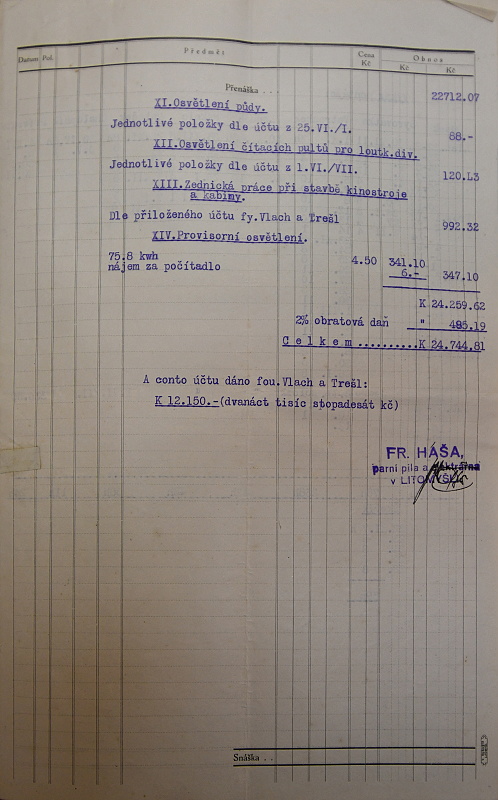 Datum Pol. Předmět Cena Kč Obnos Kč Kč
Přenáška . . . 22712.07
XI.Osvětlení půdy.
Jednotlivé položky dle účtu z 25.VI./I. 88.-
XII.Osvětlení čítacích pultů pro loutk.div.
Jednotlivé položky dle účtu z 1.VI./VII. 120.13
XIII.Zednická práce při stavbě kinostroje
a kabiny.
Dle přiloženého účtu fy.Vlach a Trešl 992.32
XIV.Provisorní osvětlení.
75.8 kwh 4.50 341.10
nájem za počítadlo 6.- 347.10
K 24.259.62
2% obratová daň " 485.19
Celkem..........K 24.744.81
A conto účtu dáno fou.Vlach a Trešl:
K 12.150.-(dvanáct tisíc stopadesát kč)
FR. HÁŠA,
parní pila a
v LITOMYŠLI
Snáška . .